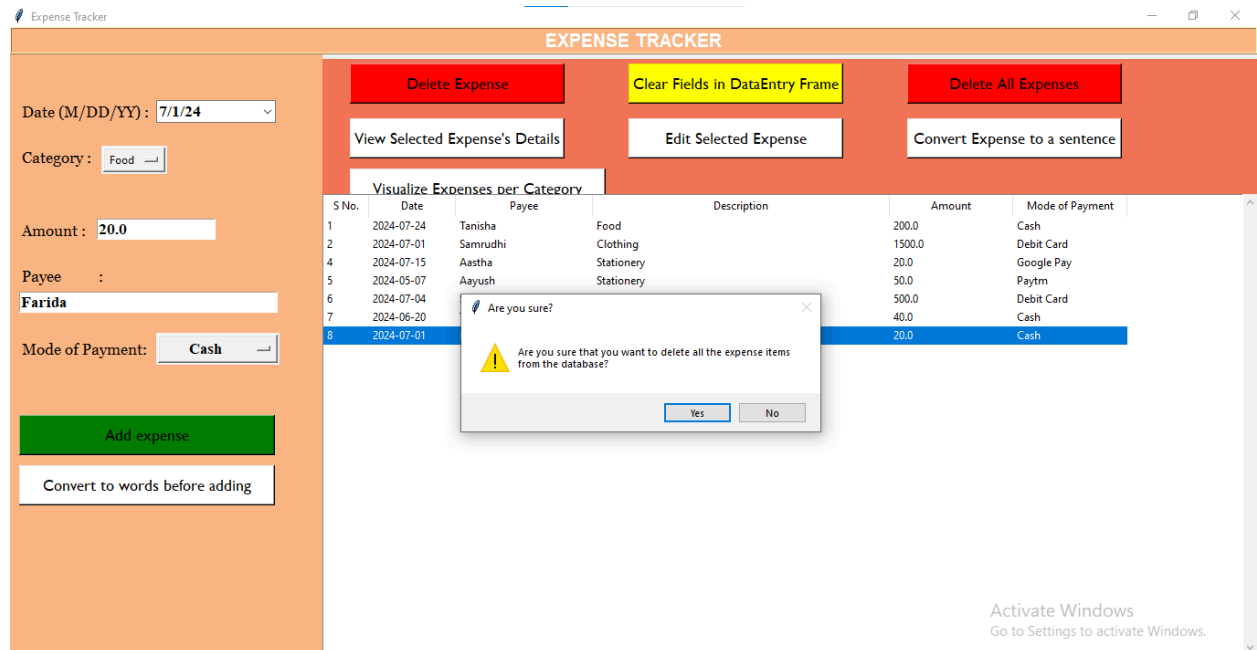 Expense Tracker
EXPENSE TRACKER
Date (M/DD/YY) : 7/1/24
Category : Food
Amount : 20.0
Payee :
Farida
Mode of Payment: Cash
Add expense
Convert to words before adding
Delete Expense Clear Fields in DataEntry Frame Delete All Expenses
View Selected Expense's Details Edit Selected Expense Convert Expense to a sentence
Visualize Expenses per Category
S No. Date Payee Description Amount Mode of Payment
1 2024-07-24 Tanisha Food 200.0 Cash
2 2024-07-01 Samrudhi Clothing 1500.0 Debit Card
4 2024-07-15 Aastha Stationery 20.0 Google Pay
5 2024-05-07 Aayush Stationery 50.0 Paytm
6 2024-07-04 500.0 Debit Card
7 2024-06-20 40.0 Cash
8 2024-07-01 20.0 Cash
Are you sure?
Are you sure that you want to delete all the expense items
from the database?
Yes No
Activate Windows
Go to Settings to activate Windows.